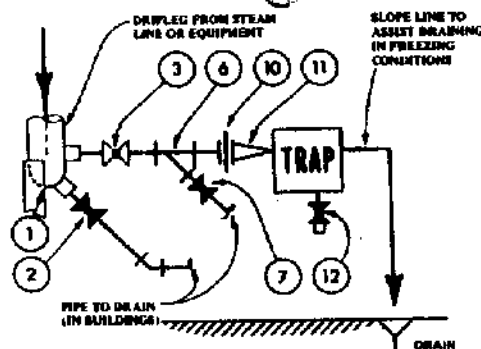 DRIPLEG FROM STEAM
LINE OR EQUIPMENT
SLOPE LINE TO
ASSIST DRAINING
IN FREEZING
CONDITIONS
3
6
10
11
TRAP
1
2
7
12
PIPE TO DRAIN
(IN BUILDINGS)
DRAIN